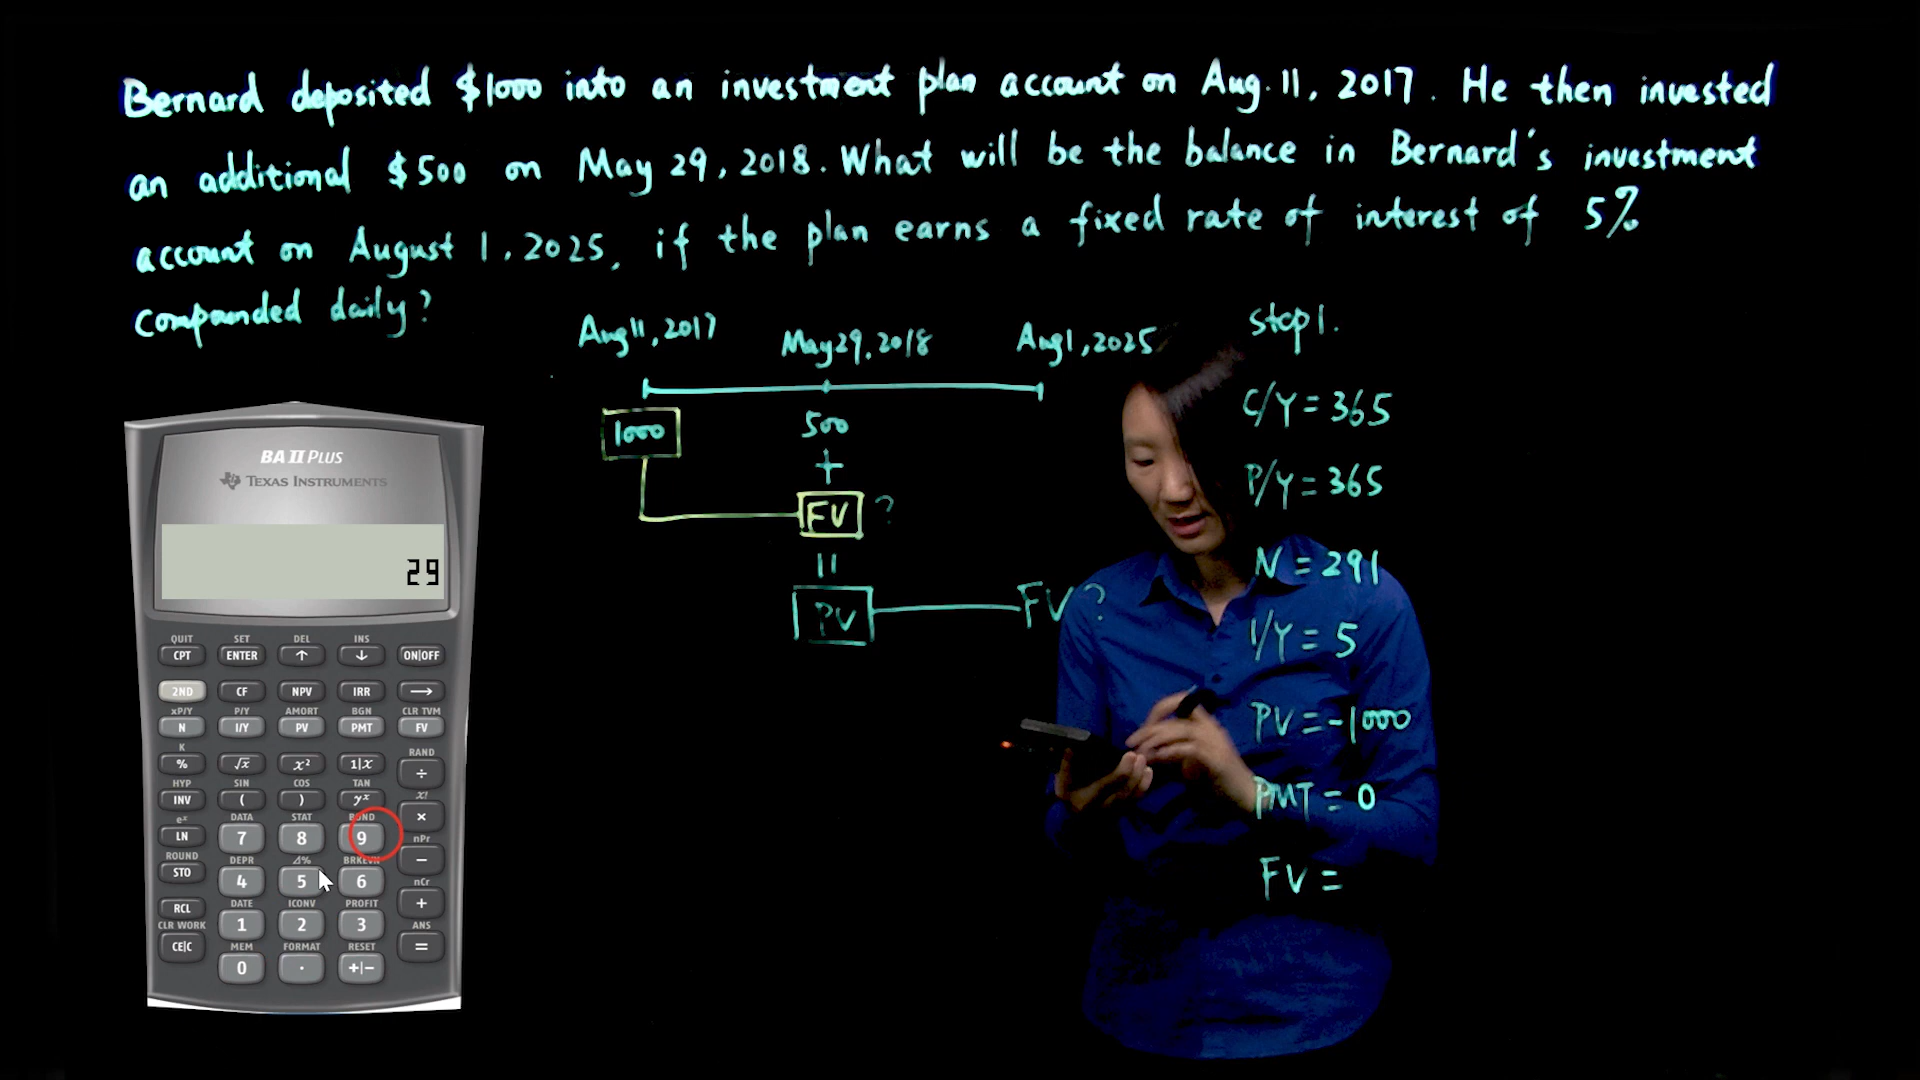 Bernard deposited $1000 into an investment plan account on Aug. 11, 2017. He then invested
an additional $500 on May 29, 2018. What will be the balance in Bernard's investment
account on August 1, 2025, if the plan earns a fixed rate of interest of 5%
compounded daily?
Aug 11, 2017
May 29, 2018
Aug 1, 2025
1000
500
+
FV ?
=
PV
FV ?
step 1.
C/Y = 365
P/Y = 365
N = 291
I/Y = 5
PV = -1000
PMT = 0
FV =
BA II PLUS
TEXAS INSTRUMENTS
29
QUIT SET DEL INS
CPT ENTER ↑ ↓ ON|OFF
2ND CF NPV IRR →
xP/Y P/Y AMORT BGN CLR TVM
N I/Y PV PMT FV
K RAND
% √x x² 1|x ÷
HYP SIN COS TAN x!
INV ( ) yˣ ×
eˣ DATA STAT BOND nPr
LN 7 8 9 −
ROUND DEPR Δ% BRKEVN nCr
STO 4 5 6 +
DATE ICONV PROFIT ANS
RCL 1 2 3 =
CLR WORK MEM FORMAT RESET
CE|C 0 . +|−